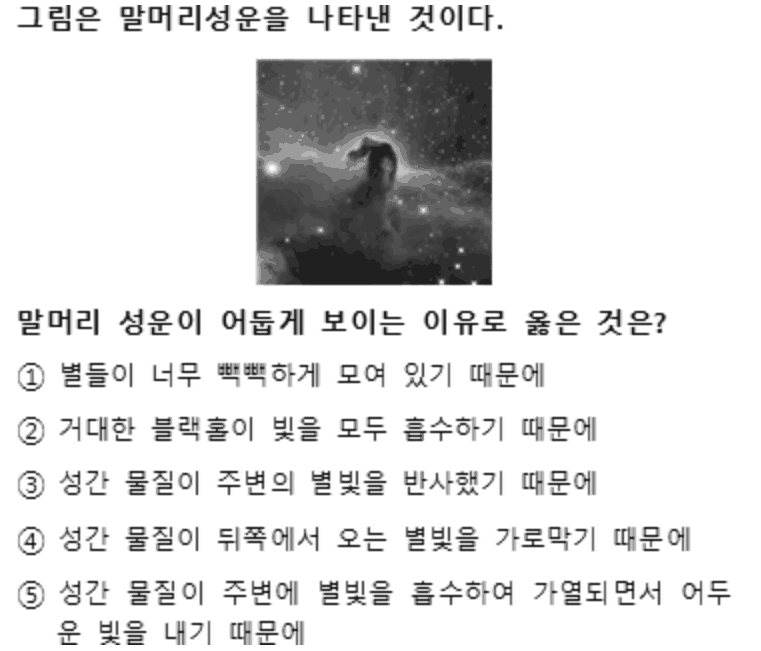 그림은 말머리성운을 나타낸 것이다.
말머리 성운이 어둡게 보이는 이유로 옳은 것은?
① 별들이 너무 빽빽하게 모여 있기 때문에
② 거대한 블랙홀이 빛을 모두 흡수하기 때문에
③ 성간 물질이 주변의 별빛을 반사했기 때문에
④ 성간 물질이 뒤쪽에서 오는 별빛을 가로막기 때문에
⑤ 성간 물질이 주변에 별빛을 흡수하여 가열되면서 어두
운 빛을 내기 때문에